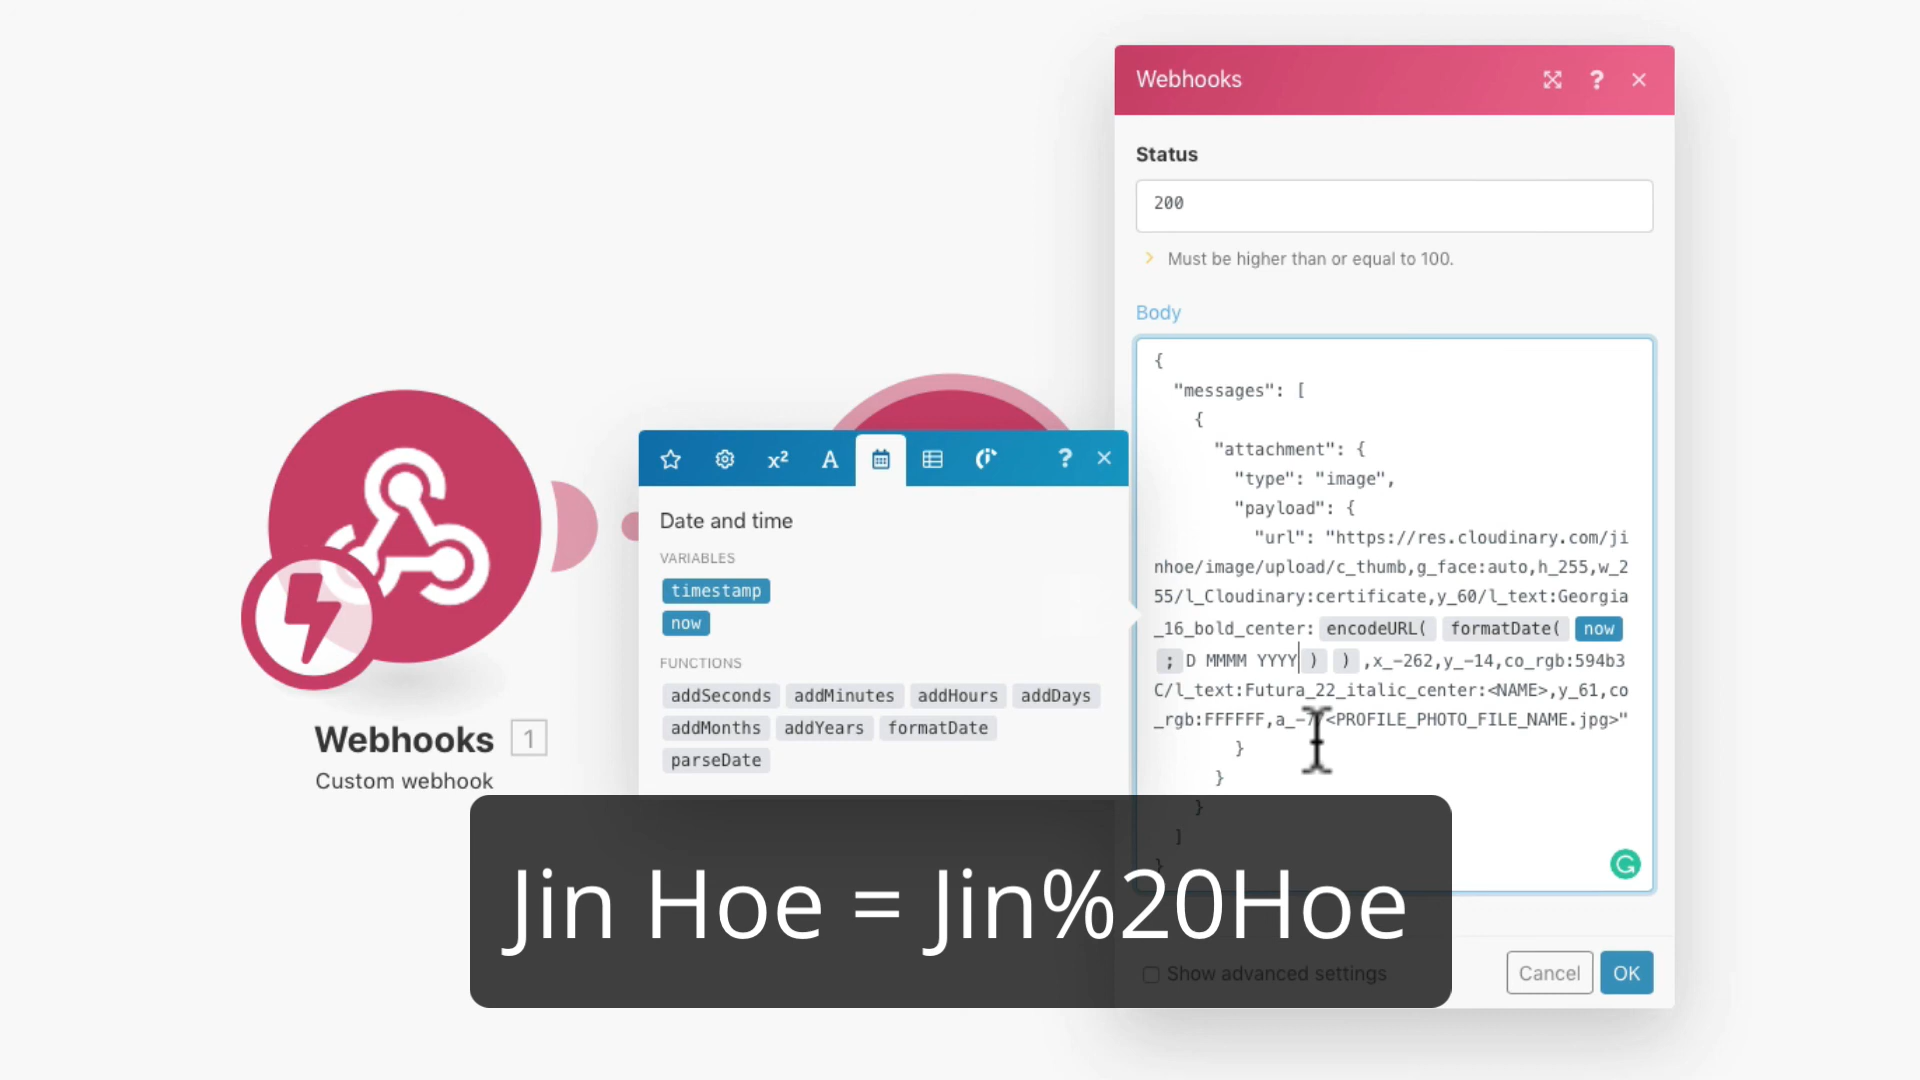 Webhooks
?
Status
200
Must be higher than or equal to 100.
Body
{
"messages": [
{
"attachment": {
"type": "image",
"payload": {
"url": "https://res.cloudinary.com/ji
nhoe/image/upload/c_thumb,g_face:auto,h_255,w_2
55/l_Cloudinary:certificate,y_60/l_text:Georgia
_16_bold_center: encodeURL( formatDate( now
; D MMMM YYYY ) ) ,x_-262,y_-14,co_rgb:594b3
C/l_text:Futura_22_italic_center:<NAME>,y_61,co
_rgb:FFFFFF,a_-7 <PROFILE_PHOTO_FILE_NAME.jpg>"
}
}
}
]
}
Show advanced settings
Cancel
OK
x² A ?
Date and time
VARIABLES
timestamp
now
FUNCTIONS
addSeconds addMinutes addHours addDays
addMonths addYears formatDate
parseDate
Webhooks 1
Custom webhook
Jin Hoe = Jin%20Hoe